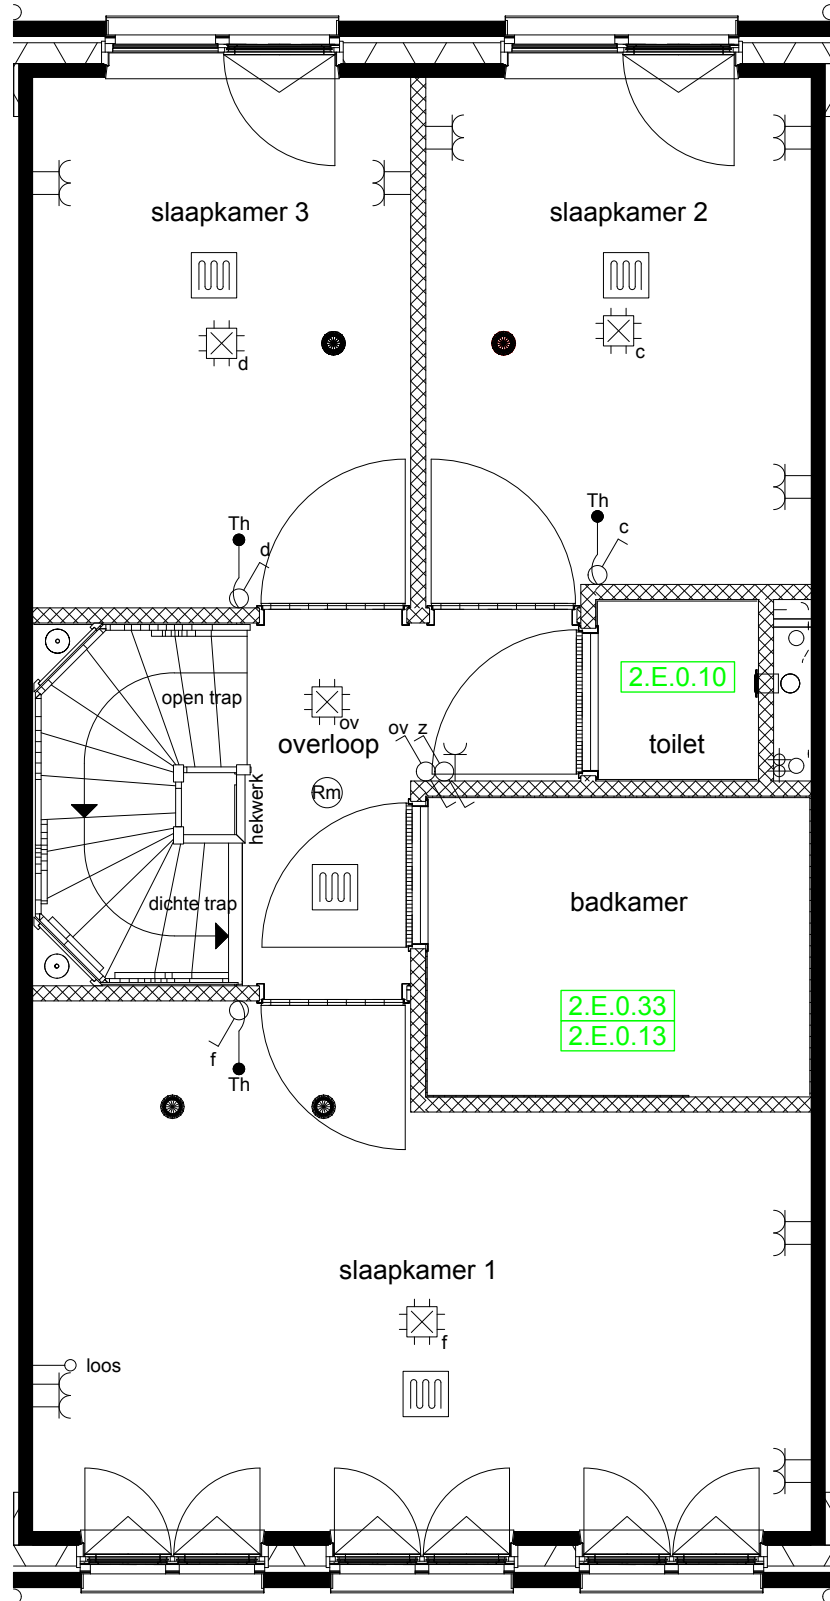 slaapkamer 3
slaapkamer 2
d
c
Th
d
Th
c
open trap
2.E.0.10
ov
overloop
ov z
toilet
Rm
hekwerk
dichte trap
badkamer
2.E.0.33
2.E.0.13
f
Th
slaapkamer 1
f
loos